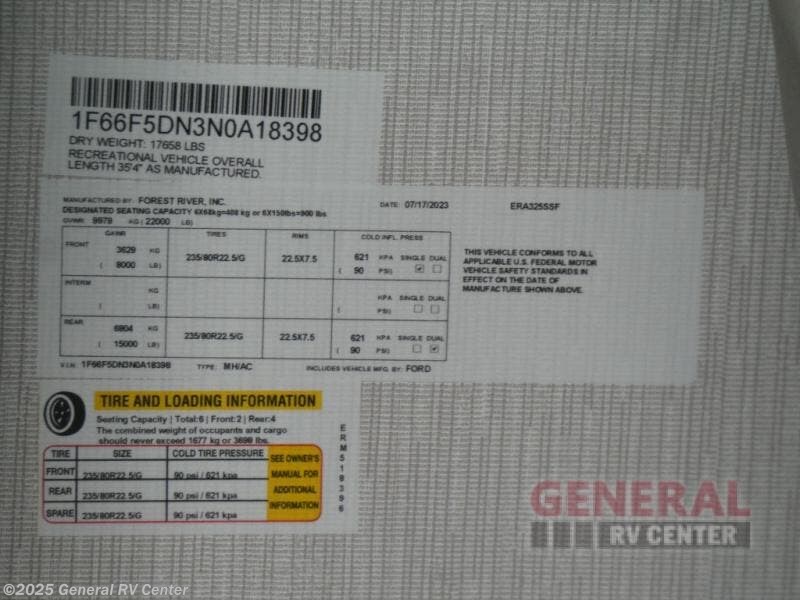 1F66F5DN3N0A18398
DRY WEIGHT: 17658 LBS
RECREATIONAL VEHICLE OVERALL
LENGTH 35'4" AS MANUFACTURED.
MANUFACTURED BY: FOREST RIVER, INC. DATE: 07/17/2023 ERA32SSSF
DESIGNATED SEATING CAPACITY 6X68kg=408 kg or 6X150lbs=900 lbs
GVWR: 9979 KG (22000 LB)
GAWR TIRES RIMS COLD INFL. PRESS
FRONT 3629 KG 235/80R22.5/G 22.5X7.5 621 KPA SINGLE DUAL
( 8000 LB) ( 90 PSI)
INTERM KG KPA SINGLE DUAL
( LB) ( PSI)
REAR 6804 KG 235/80R22.5/G 22.5X7.5 621 KPA SINGLE DUAL
( 15000 LB) ( 90 PSI)
V.I.N: 1F66F5DN3N0A18398 TYPE: MH/AC INCLUDES VEHICLE MFG. BY: FORD
THIS VEHICLE CONFORMS TO ALL
APPLICABLE U.S. FEDERAL MOTOR
VEHICLE SAFETY STANDARDS IN
EFFECT ON THE DATE OF
MANUFACTURE SHOWN ABOVE.
TIRE AND LOADING INFORMATION
Seating Capacity | Total:6 | Front:2 | Rear:4
The combined weight of occupants and cargo
should never exceed 1677 kg or 3698 lbs.
TIRE SIZE COLD TIRE PRESSURE
FRONT 235/80R22.5/G 90 psi / 621 kpa
REAR 235/80R22.5/G 90 psi / 621 kpa
SPARE 235/80R22.5/G 90 psi / 621 kpa
SEE OWNER'S
MANUAL FOR
ADDITIONAL
INFORMATION
GENERAL
RV CENTER
©2025 General RV Center